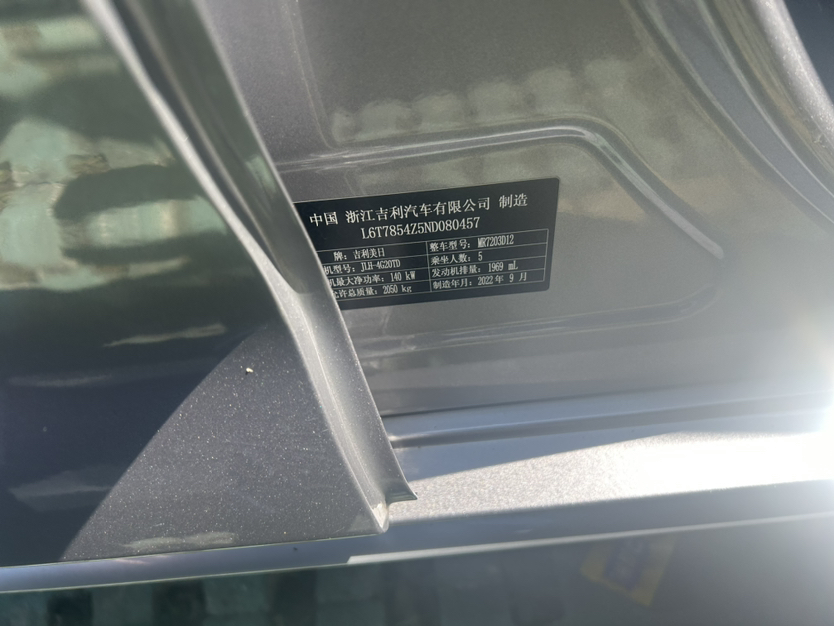 中国 浙江吉利汽车有限公司 制造
L6T7854Z5ND080457
牌：吉利美日 整车型号：MR7203D12
机型号：JLH-4G20TD 乘坐人数：5
机最大净功率：140 kW 发动机排量：1969 mL
允许总质量：2050 kg 制造年月：2022 年 9 月